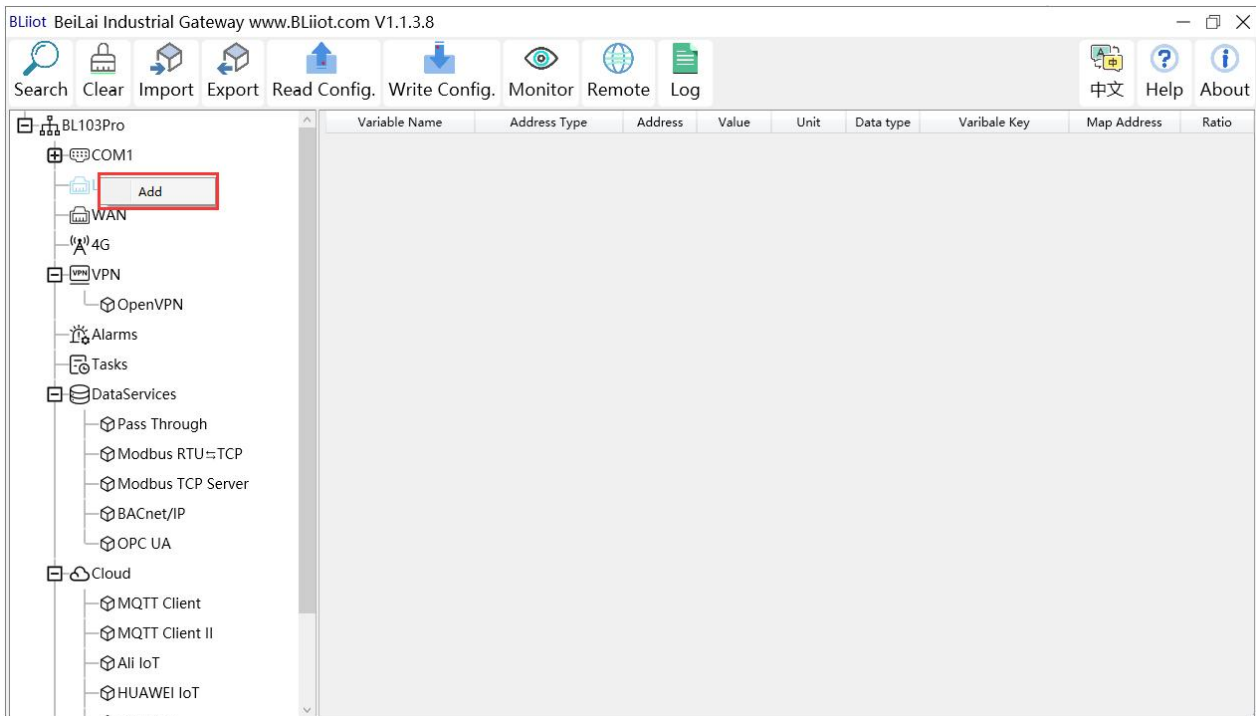 BLiiot BeiLai Industrial Gateway www.BLiiot.com V1.1.3.8
Search Clear Import Export Read Config. Write Config. Monitor Remote Log 中文 Help About
Variable Name Address Type Address Value Unit Data type Varibale Key Map Address Ratio
BL103Pro
COM1
Add
WAN
4G
VPN VPN
OpenVPN
Alarms
Tasks
DataServices
Pass Through
Modbus RTU⇆TCP
Modbus TCP Server
BACnet/IP
OPC UA
Cloud
MQTT Client
MQTT Client II
Ali IoT
HUAWEI IoT